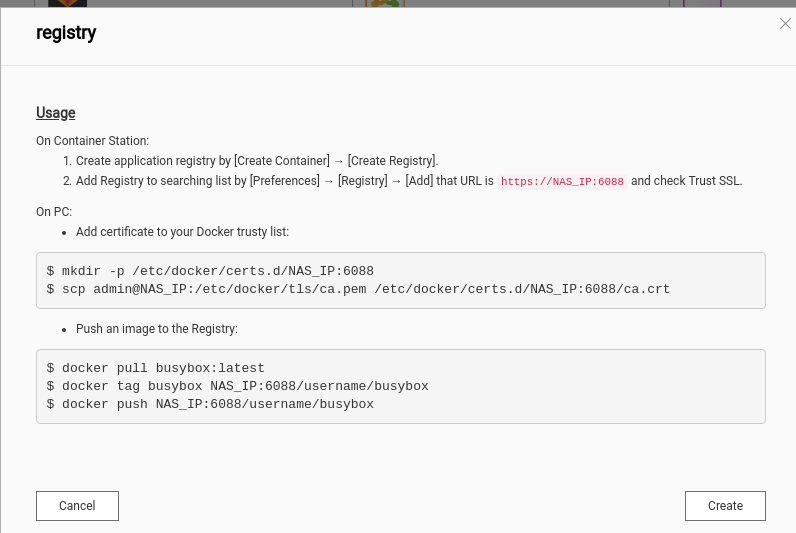 registry
Usage
On Container Station:
1. Create application registry by [Create Container] → [Create Registry].
2. Add Registry to searching list by [Preferences] → [Registry] → [Add] that URL is https://NAS_IP:6088 and check Trust SSL.
On PC:
• Add certificate to your Docker trusty list:
$ mkdir -p /etc/docker/certs.d/NAS_IP:6088
$ scp admin@NAS_IP:/etc/docker/tls/ca.pem /etc/docker/certs.d/NAS_IP:6088/ca.crt
• Push an image to the Registry:
$ docker pull busybox:latest
$ docker tag busybox NAS_IP:6088/username/busybox
$ docker push NAS_IP:6088/username/busybox
Cancel
Create